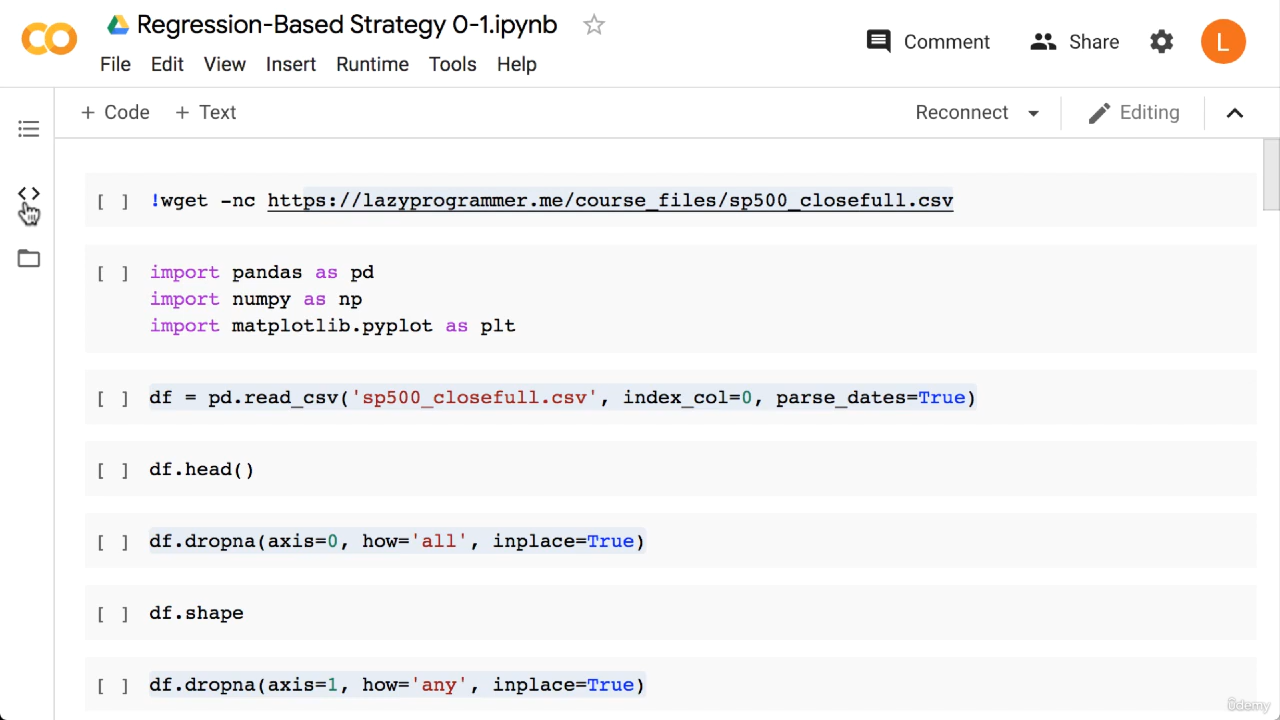 Regression-Based Strategy 0-1.ipynb
Comment
Share
L
File Edit View Insert Runtime Tools Help
+ Code + Text
Reconnect
Editing
[ ] !wget -nc https://lazyprogrammer.me/course_files/sp500_closefull.csv
[ ] import pandas as pd
import numpy as np
import matplotlib.pyplot as plt
[ ] df = pd.read_csv('sp500_closefull.csv', index_col=0, parse_dates=True)
[ ] df.head()
[ ] df.dropna(axis=0, how='all', inplace=True)
[ ] df.shape
[ ] df.dropna(axis=1, how='any', inplace=True)
ûdemy